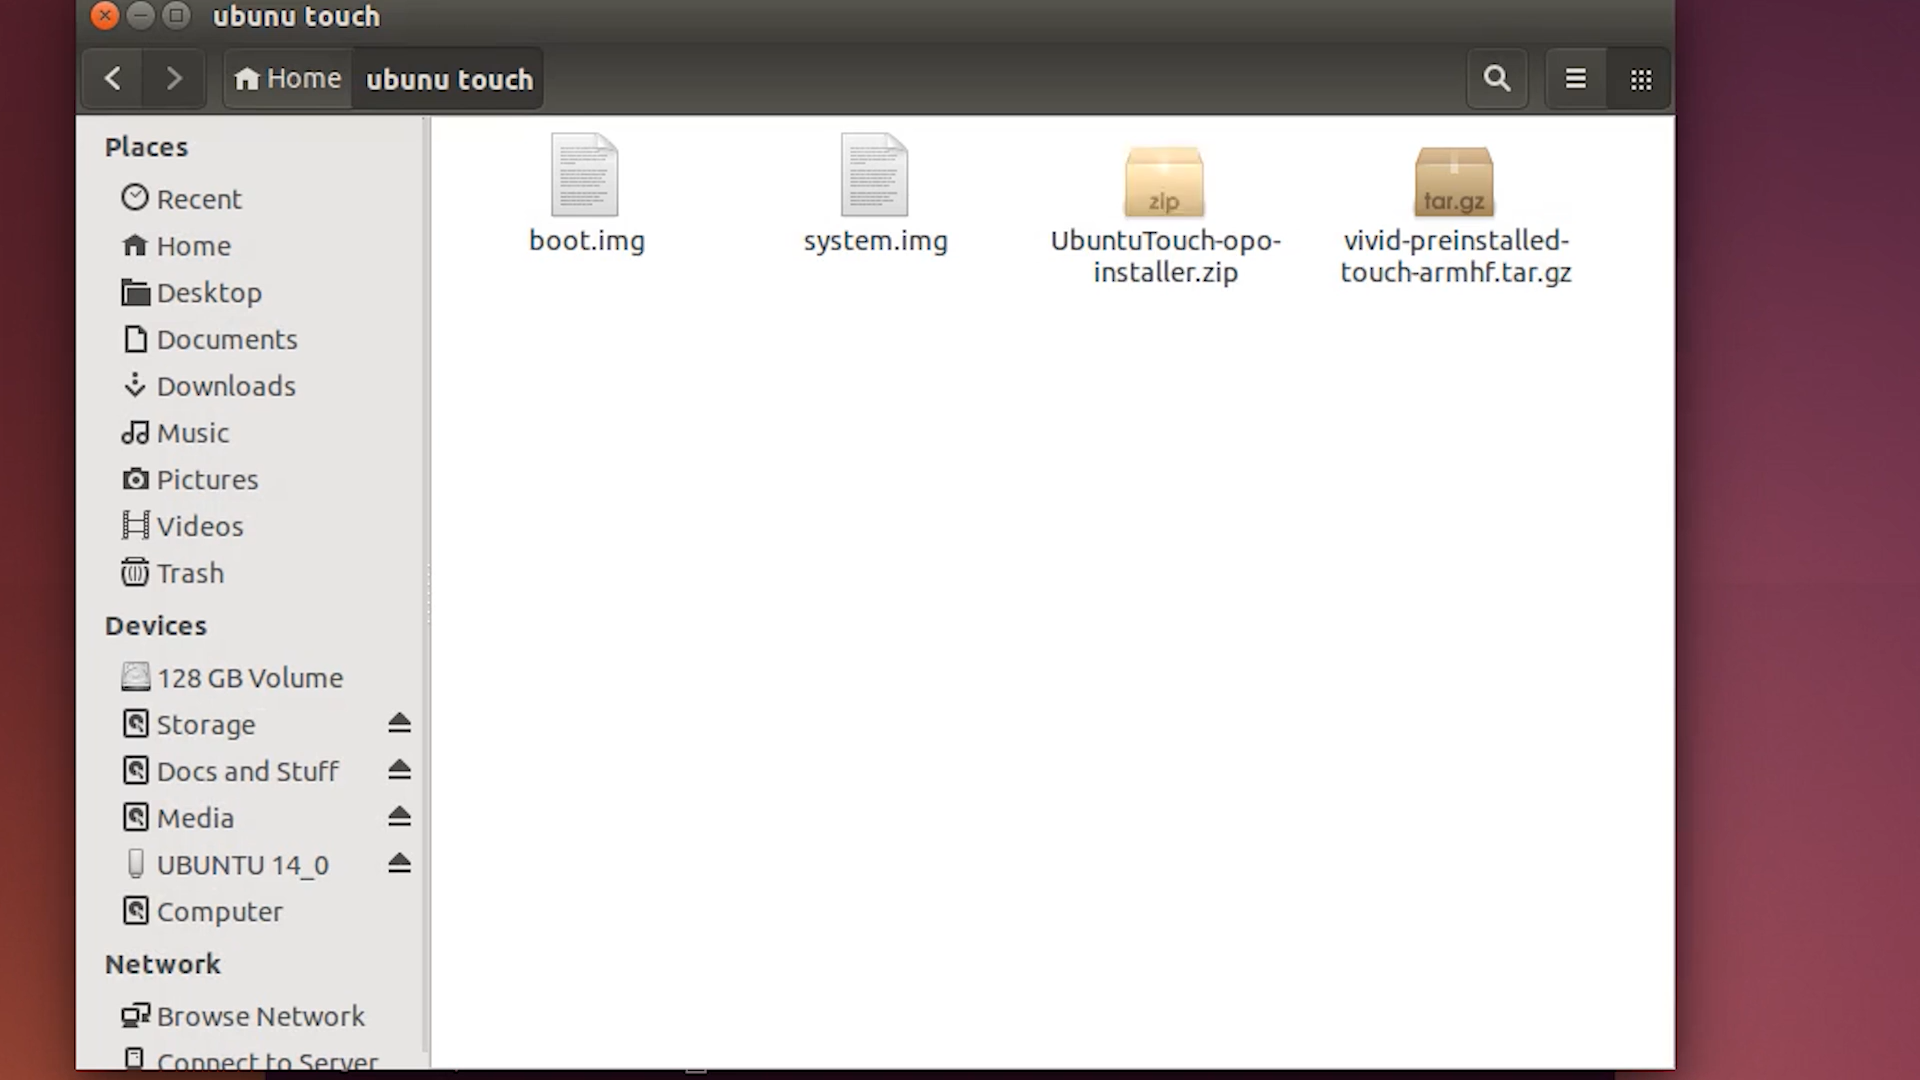 ubunu touch
Home
ubunu touch
Places
Recent
Home
Desktop
Documents
Downloads
Music
Pictures
Videos
Trash
Devices
128 GB Volume
Storage
Docs and Stuff
Media
UBUNTU 14_0
Computer
Network
Browse Network
Connect to Server
boot.img
system.img
zip
UbuntuTouch-opo-
installer.zip
tar.gz
vivid-preinstalled-
touch-armhf.tar.gz